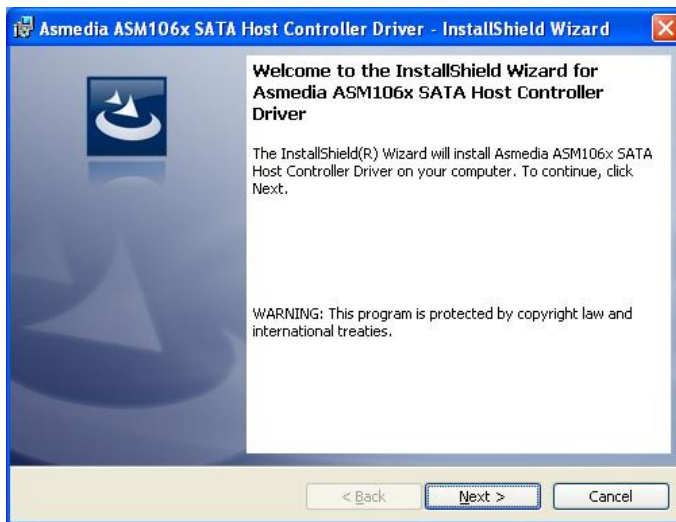 Asmedia ASM106x SATA Host Controller Driver - InstallShield Wizard
Welcome to the InstallShield Wizard for
Asmedia ASM106x SATA Host Controller
Driver
The InstallShield(R) Wizard will install Asmedia ASM106x SATA
Host Controller Driver on your computer. To continue, click
Next.
WARNING: This program is protected by copyright law and
international treaties.
< Back
Next >
Cancel